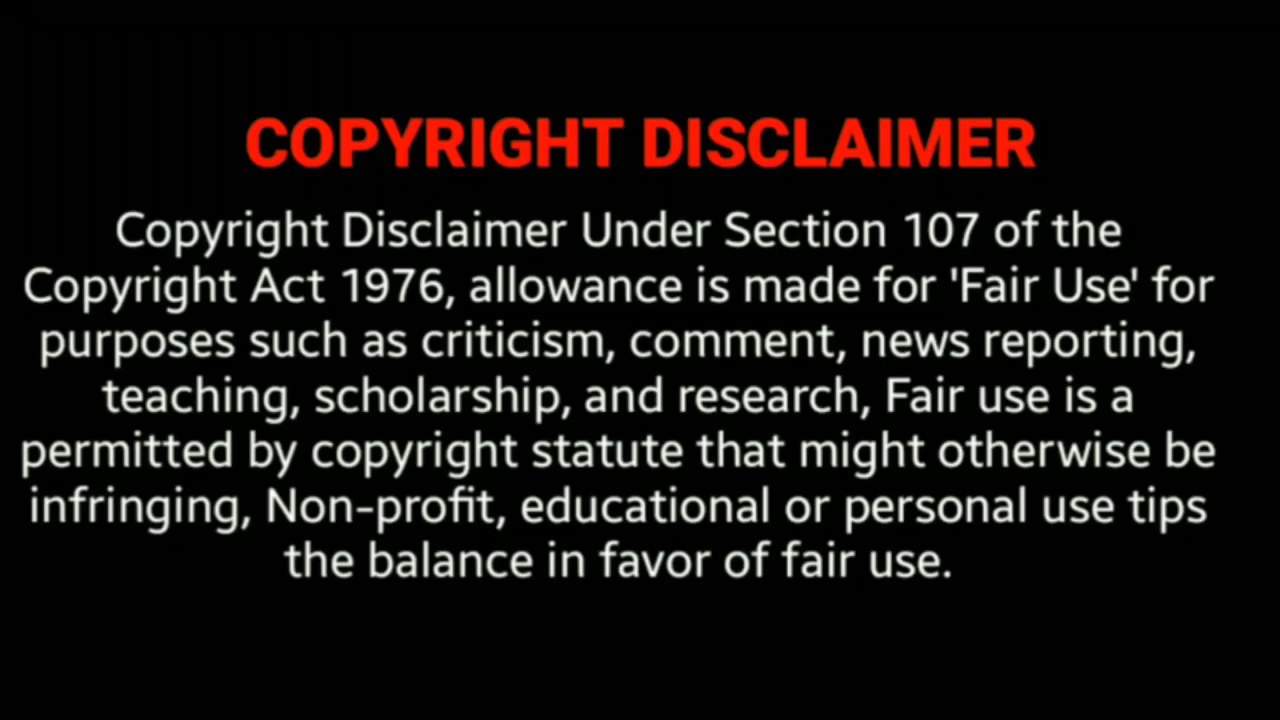 COPYRIGHT DISCLAIMER
Copyright Disclaimer Under Section 107 of the
Copyright Act 1976, allowance is made for 'Fair Use' for
purposes such as criticism, comment, news reporting,
teaching, scholarship, and research, Fair use is a
permitted by copyright statute that might otherwise be
infringing, Non-profit, educational or personal use tips
the balance in favor of fair use.